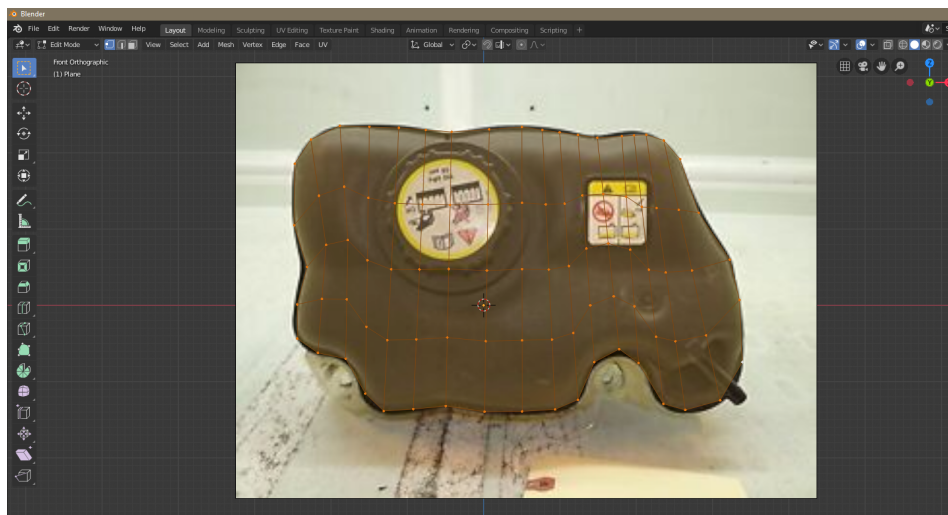 Blender
File Edit Render Window Help Layout Modeling Sculpting UV Editing Texture Paint Shading Animation Rendering Compositing Scripting +
Edit Mode View Select Add Mesh Vertex Edge Face UV Global
Front Orthographic
(1) Plane
Z
Y